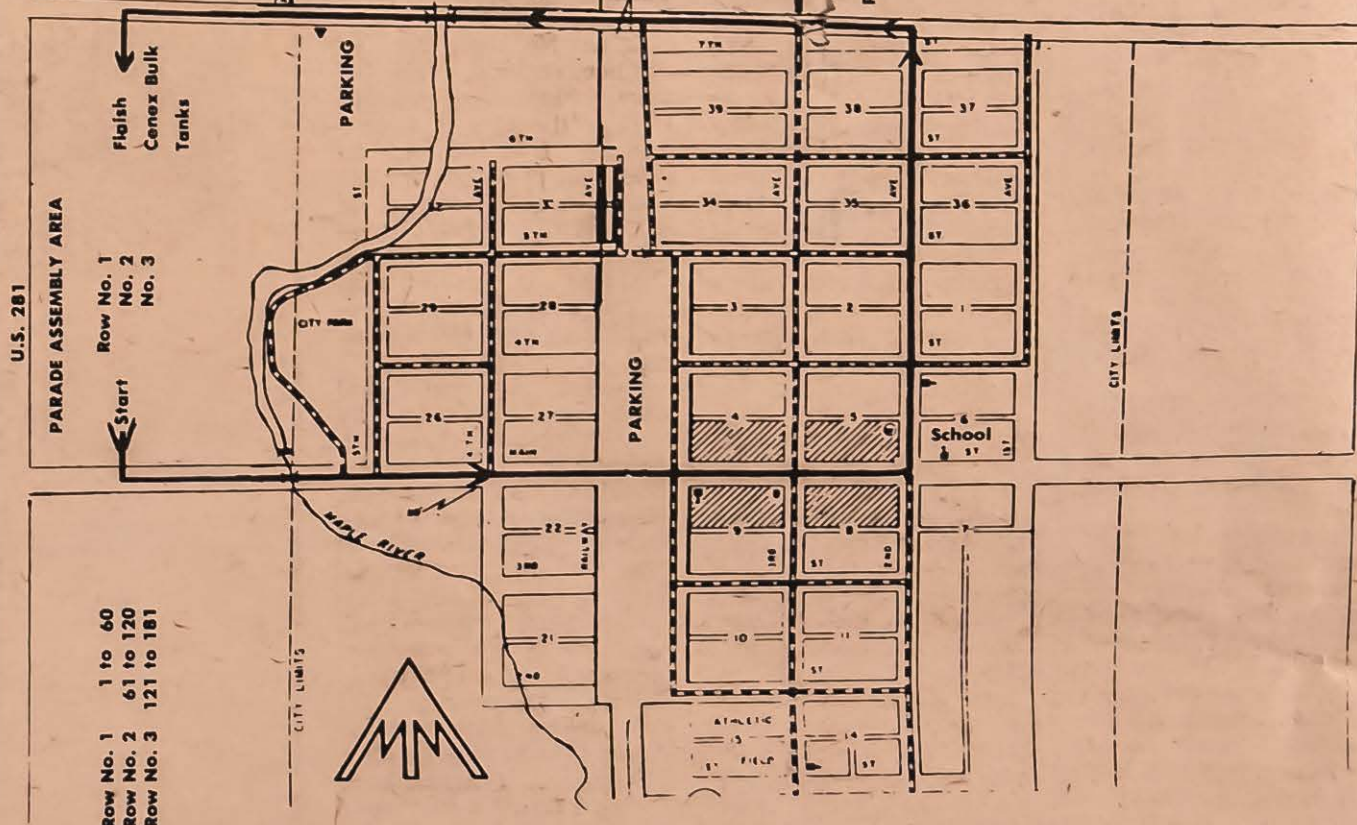 U.S. 281
PARADE ASSEMBLY AREA
Start
Row No. 1
No. 2
No. 3
Finish
Cenex Bulk
Tanks
PARKING
Row No. 1 1 to 60
Row No. 2 61 to 120
Row No. 3 121 to 181
CITY LIMITS
MAPLE RIVER
CITY PARK
5TH
ST
6TH
7TH
ST
26
29
AVE
4TH
27
28
4TH
5TH
AVE
MAIN
22
3RD
RAILWAY
21
PARKING
39
38
37
ST
34
AVE
35
AVE
36
AVE
ST
3
2
1
ST
4
5
6
School
ST
1ST
9
3RD
8
ST
2ND
7
10
11
ST
ATHLETIC
FIELD
13
ST
14
ST
CITY LIMITS